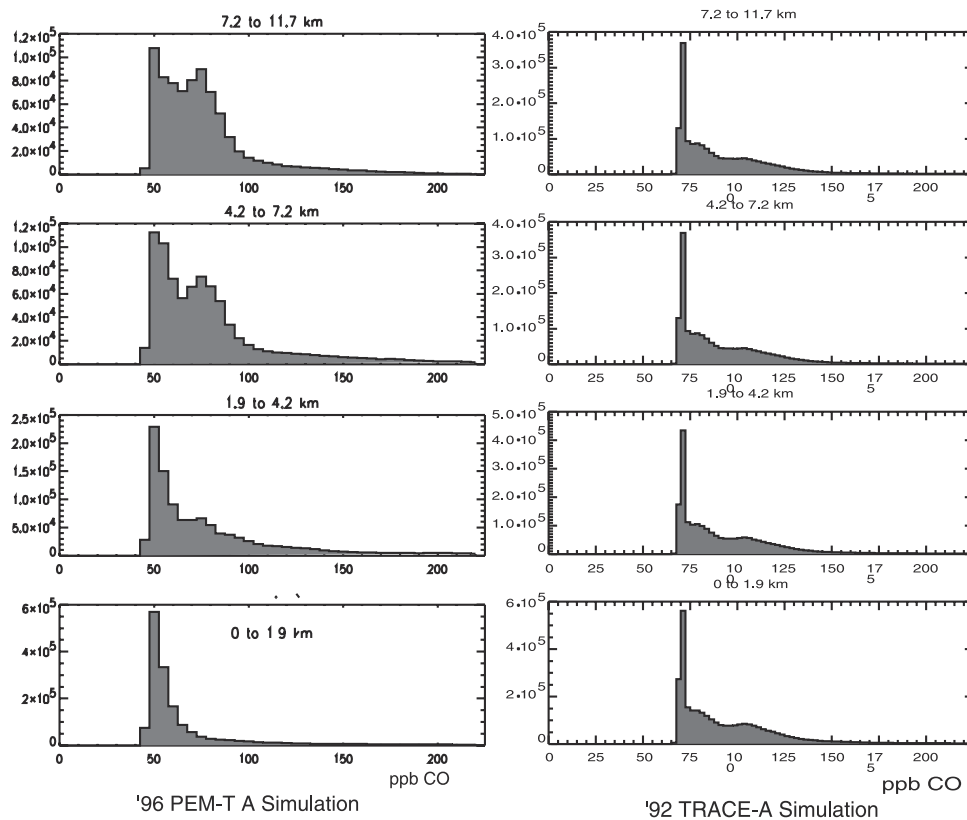 7.2 to 11.7 km
1.2×10⁵
1.0×10⁵
8.0×10⁴
6.0×10⁴
4.0×10⁴
2.0×10⁴
0
0 50 100 150 200
4.2 to 7.2 km
1.2×10⁵
1.0×10⁵
8.0×10⁴
6.0×10⁴
4.0×10⁴
2.0×10⁴
0
0 50 100 150 200
1.9 to 4.2 km
2.5×10⁵
2.0×10⁵
1.5×10⁵
1.0×10⁵
5.0×10⁴
0
0 50 100 150 200
0 to 1.9 km
6×10⁵
4×10⁵
2×10⁵
0
0 50 100 150 200
ppb CO
'96 PEM-T A Simulation
7.2 to 11.7 km
4.0•10⁵
3.0•10⁵
2.0•10⁵
1.0•10⁵
0
0 25 50 75 10 125 150 17 200
0 5
4.2 to 7.2 km
4.0•10⁵
3.0•10⁵
2.0•10⁵
1.0•10⁵
0
0 25 50 75 10 125 150 17 200
0 5
1.9 to 4.2 km
5.0•10⁵
4.0•10⁵
3.0•10⁵
2.0•10⁵
1.0•10⁵
0
0 25 50 75 10 125 150 17 200
0 5
0 to 1.9 km
6.0•10⁵
4.0•10⁵
2•10⁵
0
0 25 50 75 10 125 150 17 200
0 5
ppb CO
'92 TRACE-A Simulation